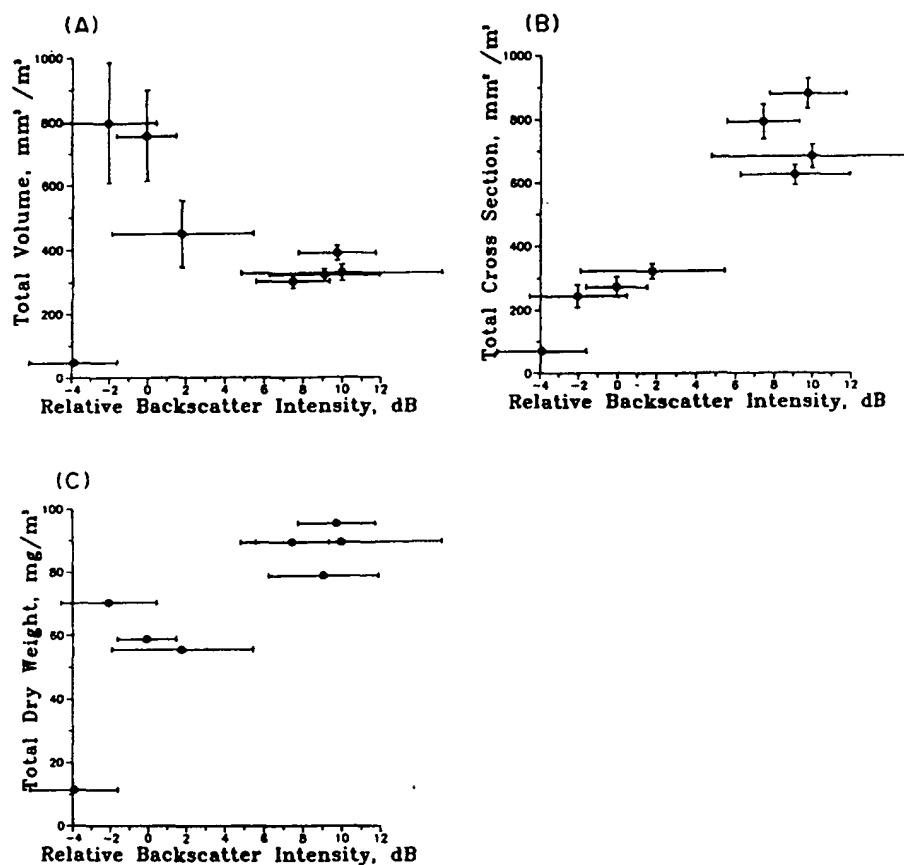 (A)
Total Volume, mm³/m³
1000
800
600
400
200
0
-4 -2 0 2 4 6 8 10 12
Relative Backscatter Intensity, dB
(B)
Total Cross Section, mm²/m³
1000
800
600
400
200
0
-4 -2 0 2 4 6 8 10 12
Relative Backscatter Intensity, dB
(C)
Total Dry Weight, mg/m³
100
80
60
40
20
0
-4 -2 0 2 4 6 8 10 12
Relative Backscatter Intensity, dB